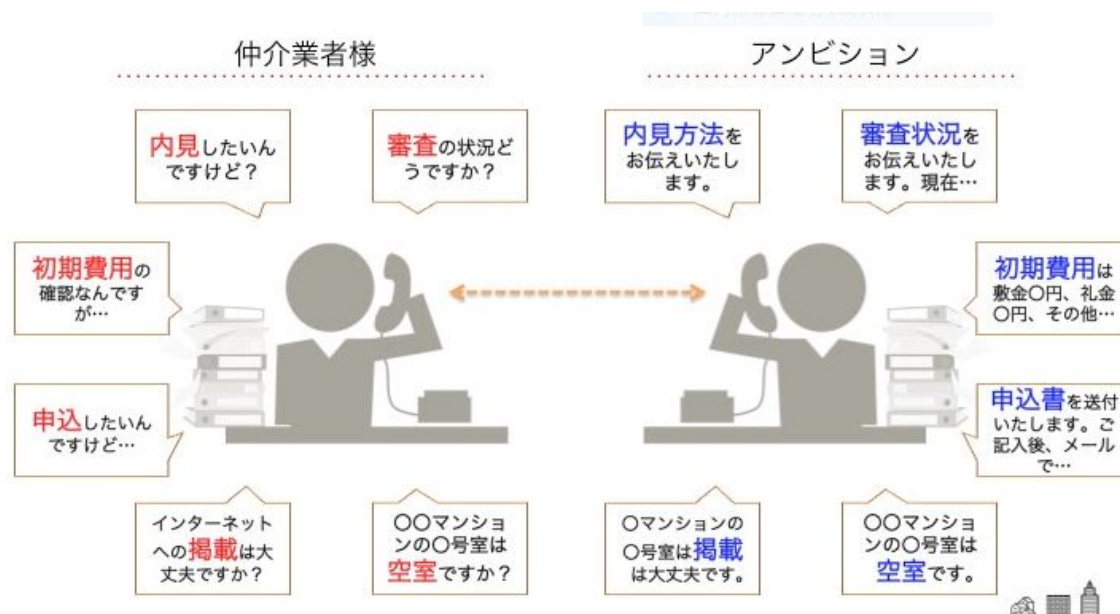 仲介業者様
内見したいん
ですけど？
審査の状況ど
うですか？
初期費用の
確認なんです
が…
申込したいん
ですけど…
インターネット
への掲載は大
丈夫ですか？
〇〇マンショ
ンの〇号室は
空室ですか？
アンビション
内見方法を
お伝えいたし
ます。
審査状況を
お伝えいたし
ます。現在…
初期費用は
敷金〇円、礼金
〇円、その他…
申込書を送付
いたします。ご
記入後、メール
で…
〇マンションの
〇号室は掲載
は大丈夫です。
〇〇マンショ
ンの〇号室は
空室です。